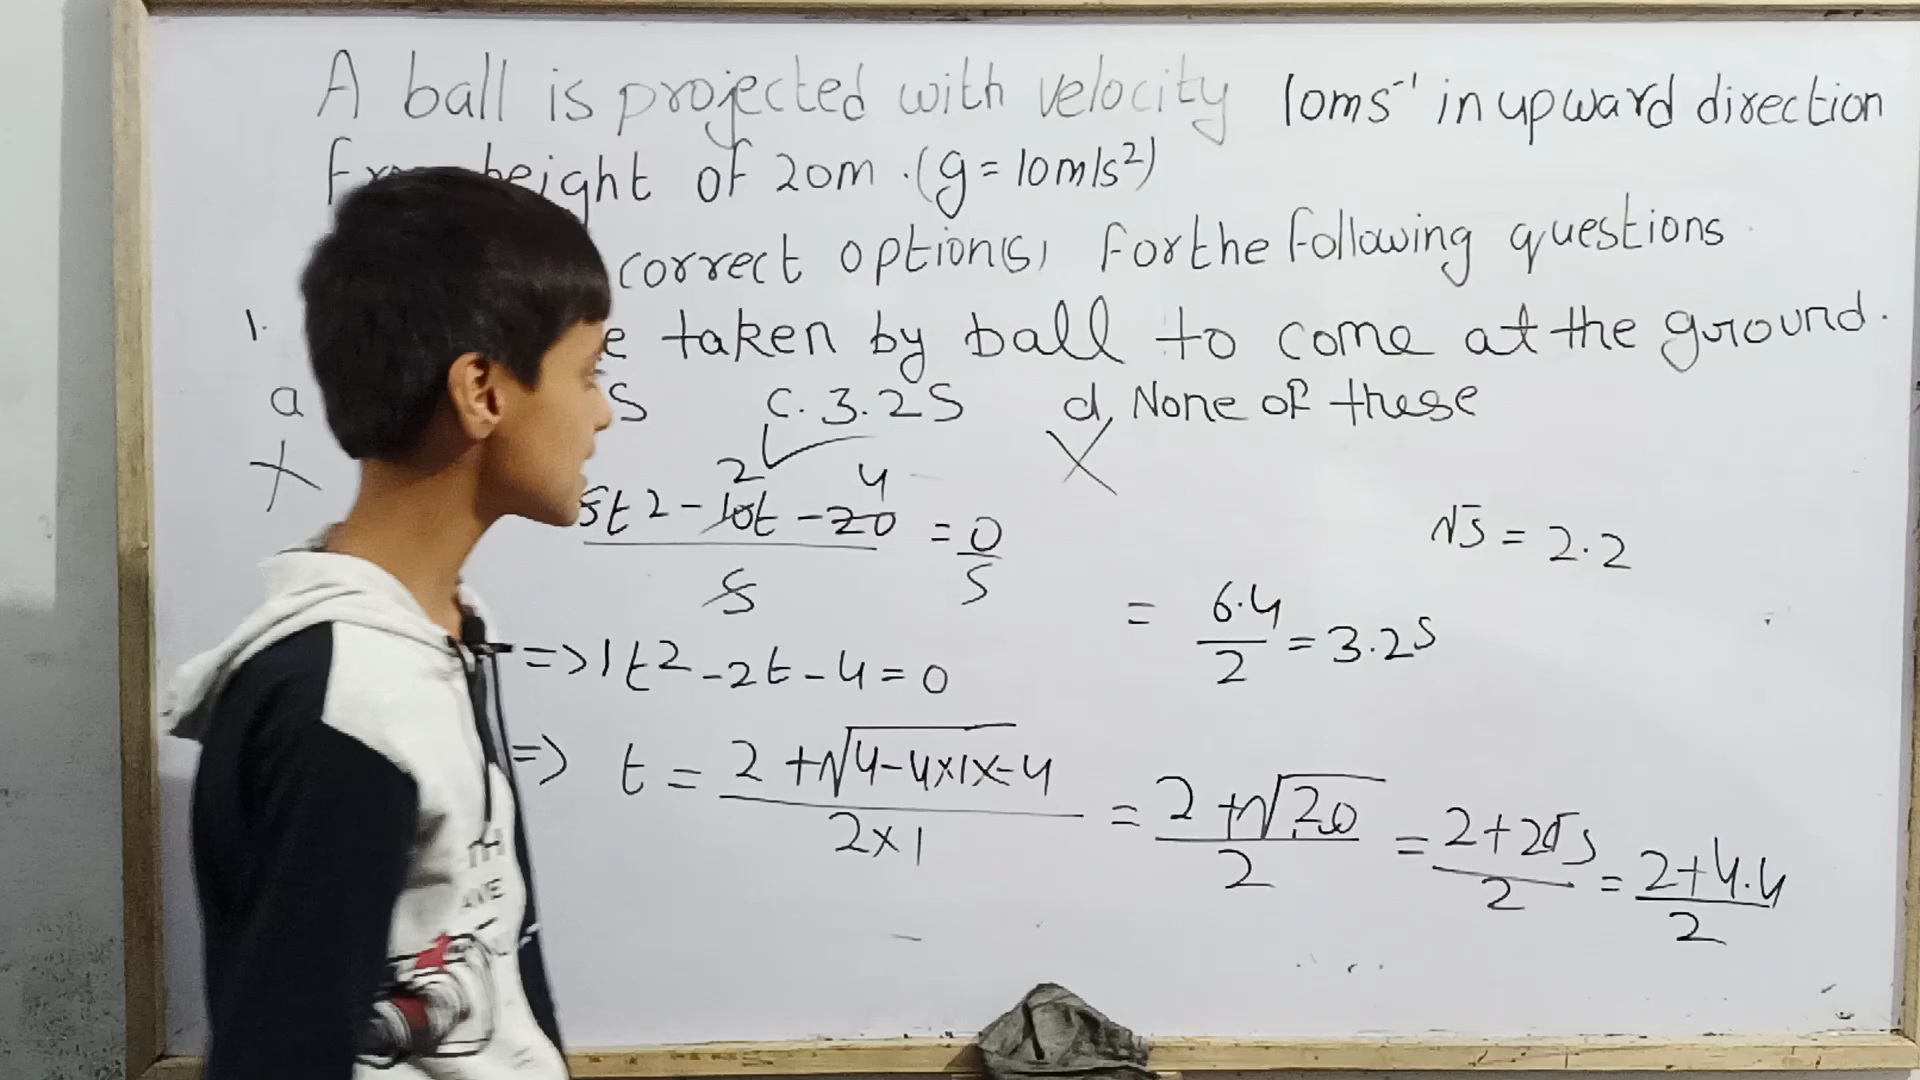 A ball is projected with velocity 10ms⁻¹ in upward direction
height of 20m . (g = 10m/s²)
correct option(s) for the following questions
1. taken by ball to come at the ground.
a S c. 3.2S d, None of these
5t2 - 10t - 20 = 0
2 4
5 5
√5 = 2.2
=> 1t2 - 2t - 4 = 0
= 6.4/2 = 3.2S
=> t = 2+√4-4×1×-4 / 2×1 = 2+√20 / 2 = 2+2√5 / 2 = 2+4.4 / 2
TH